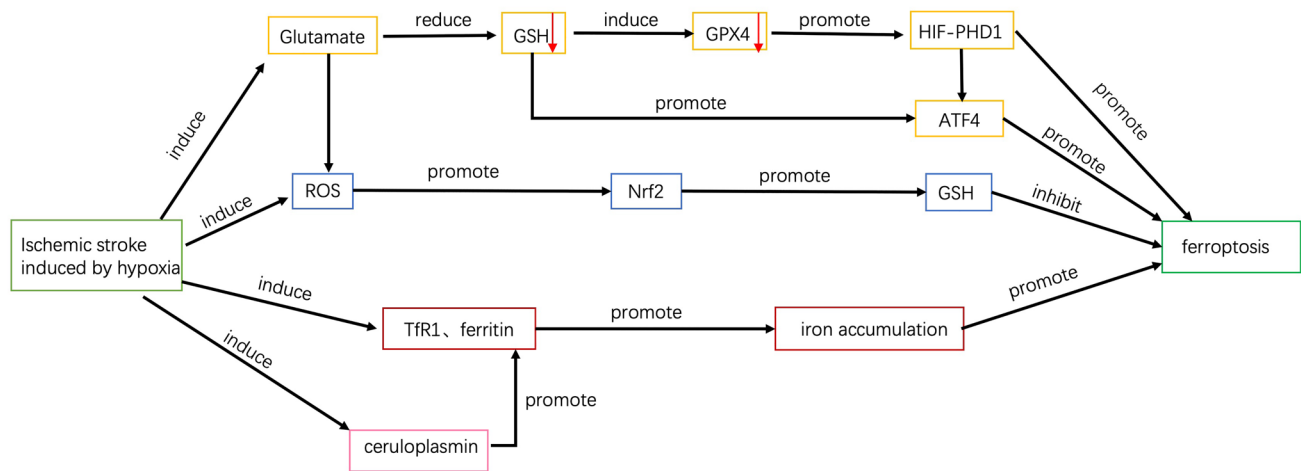 reduce
induce
promote
Glutamate
GSH
GPX4
HIF-PHD1
promote
promote
induce
ATF4
promote
promote
promote
ROS
Nrf2
GSH
inhibit
induce
Ischemic stroke
induced by hypoxia
ferroptosis
induce
promote
promote
TfR1、ferritin
iron accumulation
induce
promote
ceruloplasmin